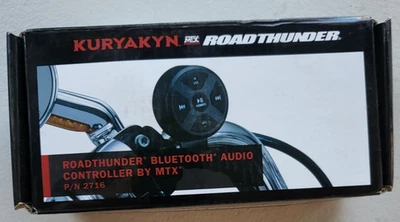 KURYAKYN MTX ROADTHUNDER®
ROADTHUNDER® BLUETOOTH® AUDIO
CONTROLLER BY MTX®
P/N 2716